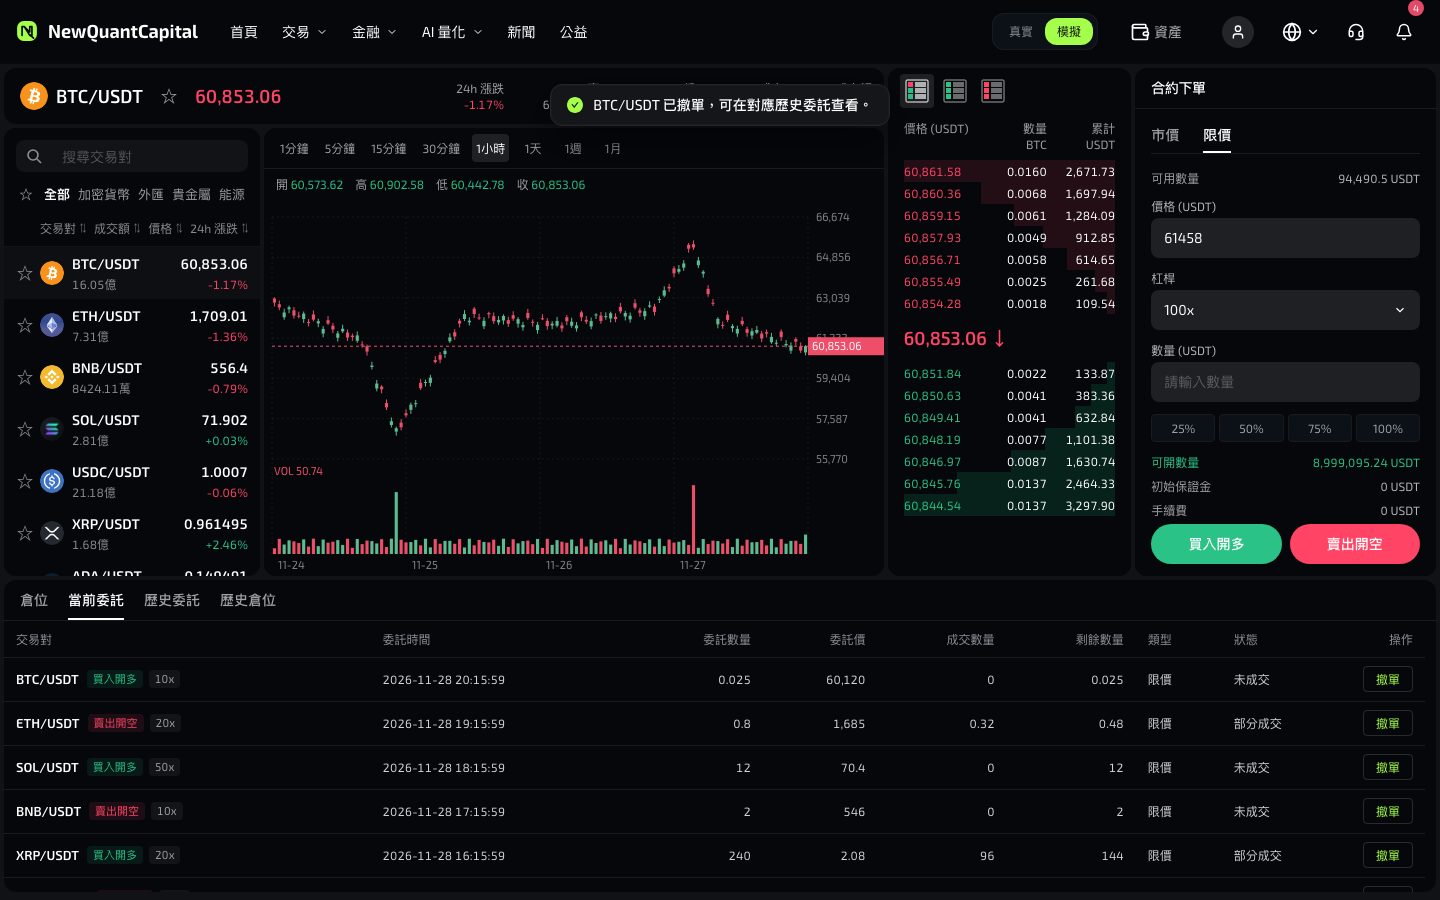 NewQuantCapital 首頁 交易 金融 AI 量化 新聞 公益 真實 模擬 資產 4
BTC/USDT 60,853.06 24h 漲跌 -1.17%
BTC/USDT 已撤單，可在對應歷史委託查看。
搜尋交易對
全部 加密貨幣 外匯 貴金屬 能源
交易對 成交額 價格 24h 漲跌
BTC/USDT 60,853.06
16.05億 -1.17%
ETH/USDT 1,709.01
7.31億 -1.36%
BNB/USDT 556.4
8424.11萬 -0.79%
SOL/USDT 71.902
2.81億 +0.03%
USDC/USDT 1.0007
21.18億 -0.06%
XRP/USDT 0.961495
1.68億 +2.46%
1分鐘 5分鐘 15分鐘 30分鐘 1小時 1天 1週 1月
開 60,573.62 高 60,902.58 低 60,442.78 收 60,853.06
66,674
64,856
63,039
60,853.06
59,404
57,587
55,770
VOL 50.74
11-24 11-25 11-26 11-27
價格 (USDT) 數量 累計
BTC USDT
60,861.58 0.0160 2,671.73
60,860.36 0.0068 1,697.94
60,859.15 0.0061 1,284.09
60,857.93 0.0049 912.85
60,856.71 0.0058 614.65
60,855.49 0.0025 261.68
60,854.28 0.0018 109.54
60,853.06 ↓
60,851.84 0.0022 133.87
60,850.63 0.0041 383.36
60,849.41 0.0041 632.84
60,848.19 0.0077 1,101.38
60,846.97 0.0087 1,630.74
60,845.76 0.0137 2,464.33
60,844.54 0.0137 3,297.90
合約下單
市價 限價
可用數量 94,490.5 USDT
價格 (USDT)
61458
杠桿
100x
數量 (USDT)
請輸入數量
25% 50% 75% 100%
可開數量 8,999,095.24 USDT
初始保證金 0 USDT
手續費 0 USDT
買入開多 賣出開空
倉位 當前委託 歷史委託 歷史倉位
交易對 委託時間 委託數量 委託價 成交數量 剩餘數量 類型 狀態 操作
BTC/USDT 買入開多 10x 2026-11-28 20:15:59 0.025 60,120 0 0.025 限價 未成交 撤單
ETH/USDT 賣出開空 20x 2026-11-28 19:15:59 0.8 1,685 0.32 0.48 限價 部分成交 撤單
SOL/USDT 買入開多 50x 2026-11-28 18:15:59 12 70.4 0 12 限價 未成交 撤單
BNB/USDT 賣出開空 10x 2026-11-28 17:15:59 2 546 0 2 限價 未成交 撤單
XRP/USDT 買入開多 20x 2026-11-28 16:15:59 240 2.08 96 144 限價 部分成交 撤單